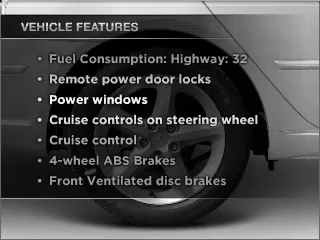 VEHICLE FEATURES
• Fuel Consumption: Highway: 32
• Remote power door locks
• Power windows
• Cruise controls on steering wheel
• Cruise control
• 4-wheel ABS Brakes
• Front Ventilated disc brakes